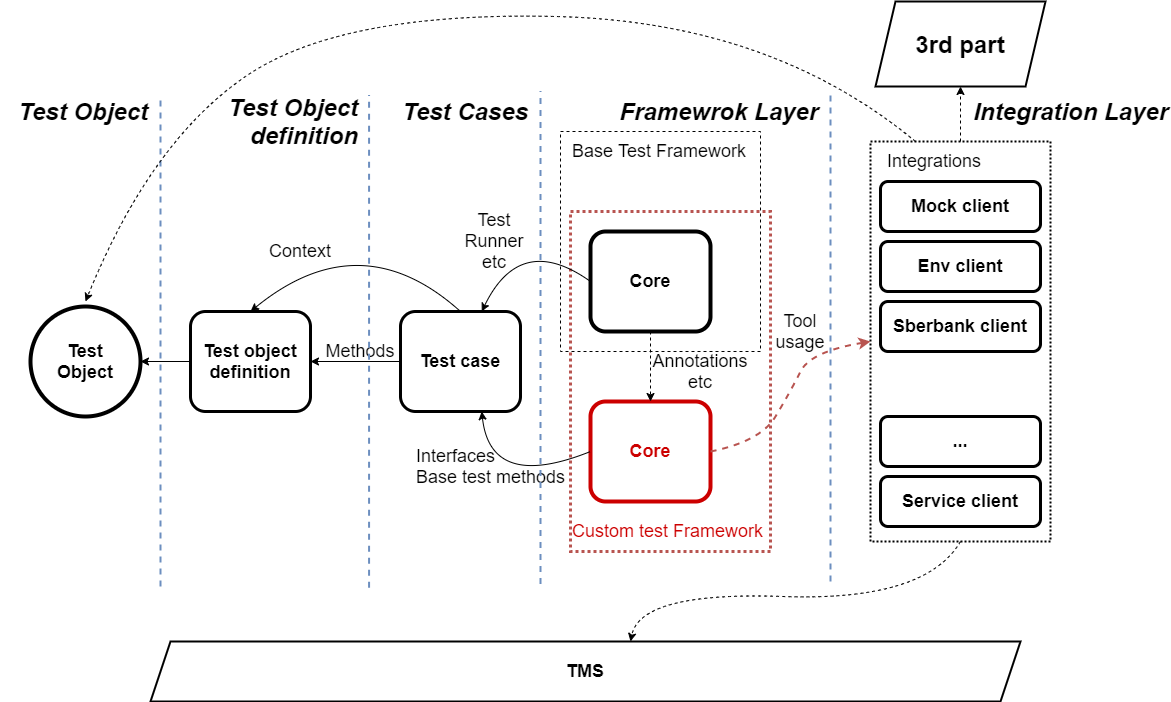 3rd part
Test Object
Test Object
definition
Test Cases
Framewrok Layer
Integration Layer
Base Test Framework
Integrations
Mock client
Env client
Sberbank client
...
Service client
Test
Runner
etc
Context
Core
Tool
usage
Test
Object
Test object
definition
Methods
Test case
Annotations
etc
Core
Interfaces
Base test methods
Custom test Framework
TMS